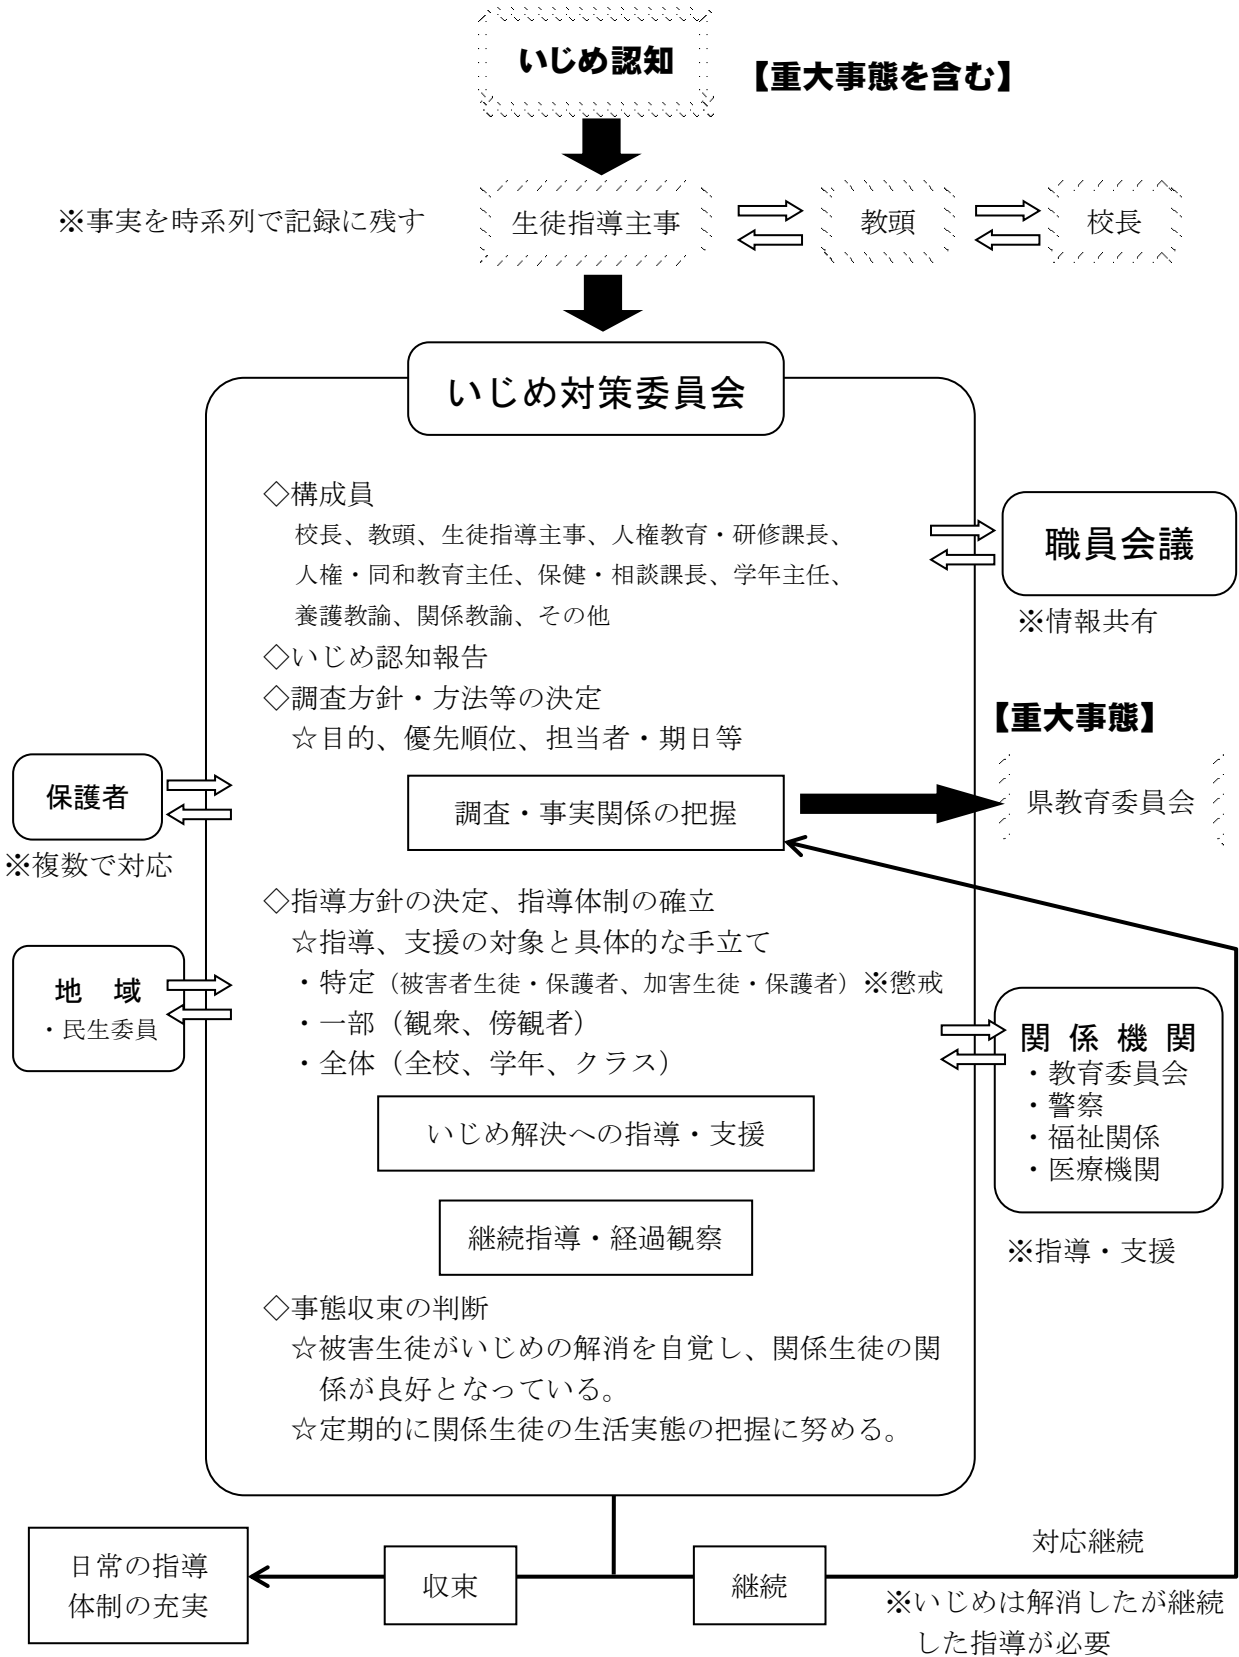 いじめ認知
【重大事態を含む】
※事実を時系列で記録に残す
生徒指導主事
教頭
校長
いじめ対策委員会
◇構成員
校長、教頭、生徒指導主事、人権教育・研修課長、
人権・同和教育主任、保健・相談課長、学年主任、
養護教諭、関係教諭、その他
◇いじめ認知報告
◇調査方針・方法等の決定
☆目的、優先順位、担当者・期日等
職員会議
※情報共有
【重大事態】
保護者
※複数で対応
調査・事実関係の把握
県教育委員会
◇指導方針の決定、指導体制の確立
☆指導、支援の対象と具体的な手立て
・特定（被害者生徒・保護者、加害生徒・保護者）※懲戒
・一部（観衆、傍観者）
・全体（全校、学年、クラス）
地　域
・民生委員
関 係 機 関
・教育委員会
・警察
・福祉関係
・医療機関
※指導・支援
いじめ解決への指導・支援
継続指導・経過観察
◇事態収束の判断
☆被害生徒がいじめの解消を自覚し、関係生徒の関
係が良好となっている。
☆定期的に関係生徒の生活実態の把握に努める。
日常の指導
体制の充実
収束
継続
対応継続
※いじめは解消したが継続
した指導が必要